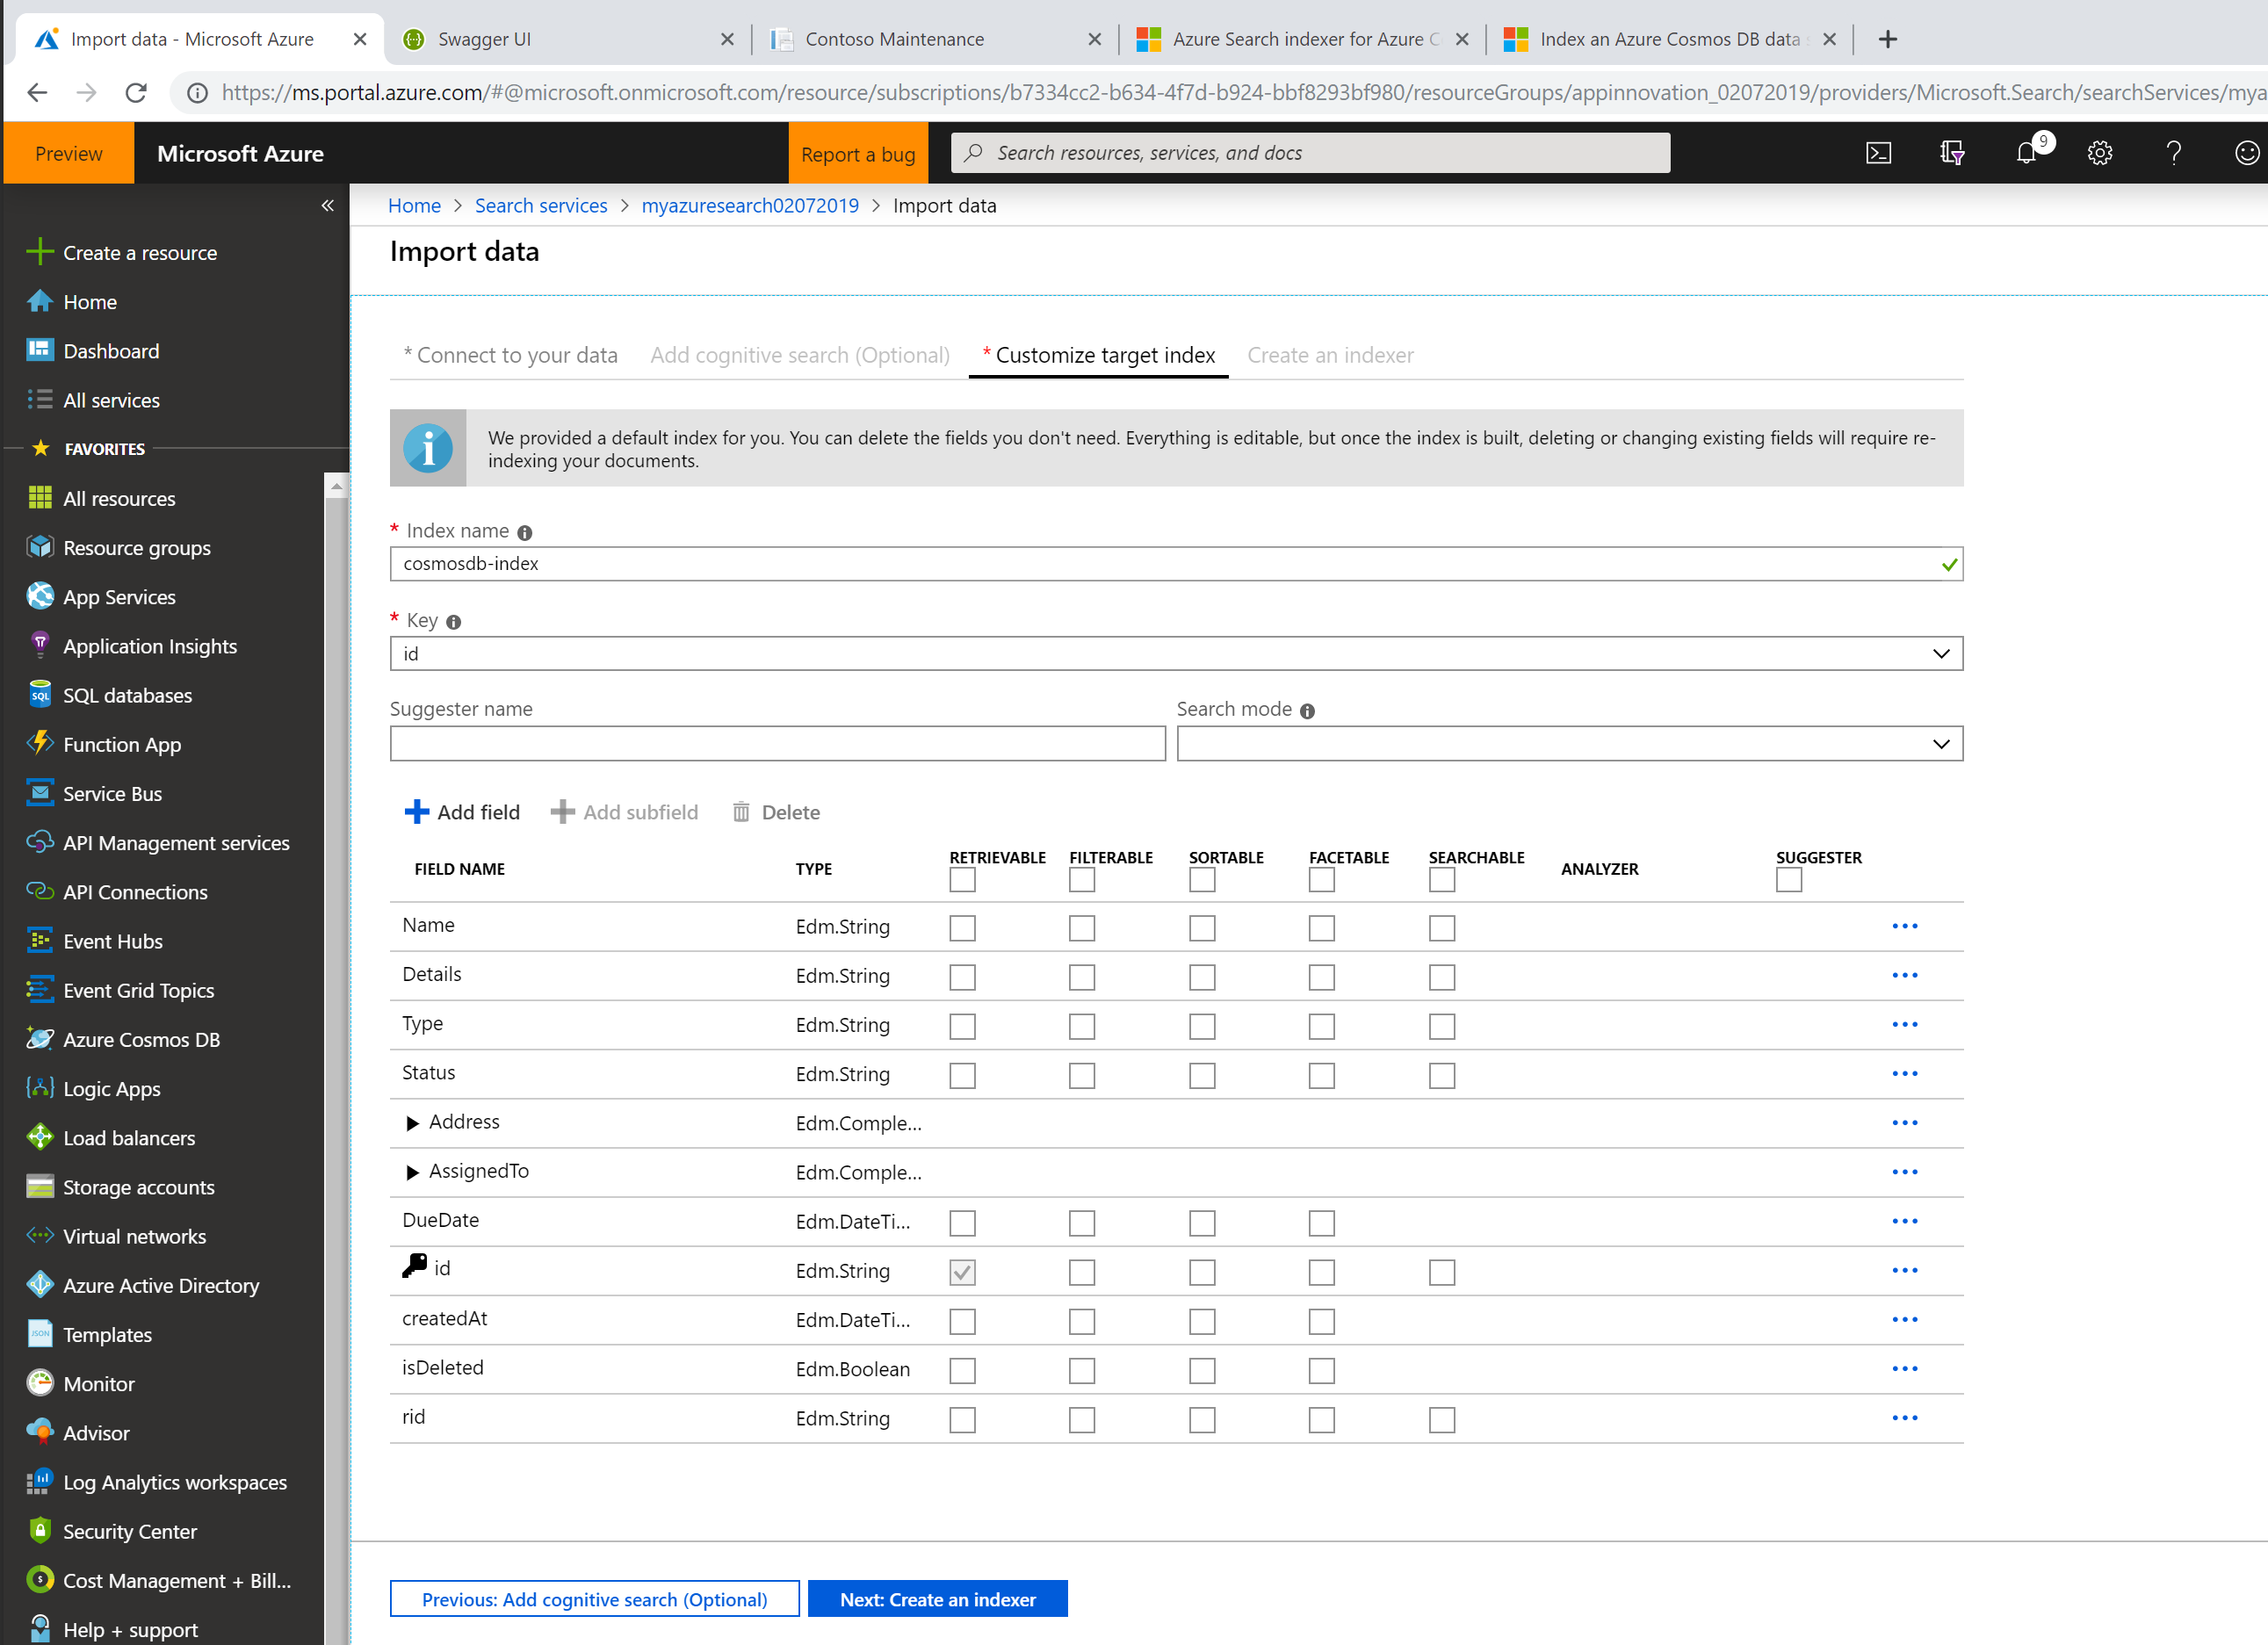 Import data - Microsoft Azure
Swagger UI
Contoso Maintenance
Azure Search indexer for Azure C
Index an Azure Cosmos DB data
https://ms.portal.azure.com/#@microsoft.onmicrosoft.com/resource/subscriptions/b7334cc2-b634-4f7d-b924-bbf8293bf980/resourceGroups/appinnovation_02072019/providers/Microsoft.Search/searchServices/mya
Preview
Microsoft Azure
Report a bug
Search resources, services, and docs
9
Home > Search services > myazuresearch02072019 > Import data
Import data
* Connect to your data
Add cognitive search (Optional)
* Customize target index
Create an indexer
We provided a default index for you. You can delete the fields you don't need. Everything is editable, but once the index is built, deleting or changing existing fields will require re-
indexing your documents.
* Index name
cosmosdb-index
* Key
id
Suggester name
Search mode
Add field
Add subfield
Delete
FIELD NAME TYPE RETRIEVABLE FILTERABLE SORTABLE FACETABLE SEARCHABLE ANALYZER SUGGESTER
Name Edm.String ...
Details Edm.String ...
Type Edm.String ...
Status Edm.String ...
Address Edm.Comple... ...
AssignedTo Edm.Comple... ...
DueDate Edm.DateTi... ...
id Edm.String ...
createdAt Edm.DateTi... ...
isDeleted Edm.Boolean ...
rid Edm.String ...
Previous: Add cognitive search (Optional)
Next: Create an indexer
Create a resource
Home
Dashboard
All services
FAVORITES
All resources
Resource groups
App Services
Application Insights
SQL databases
Function App
Service Bus
API Management services
API Connections
Event Hubs
Event Grid Topics
Azure Cosmos DB
Logic Apps
Load balancers
Storage accounts
Virtual networks
Azure Active Directory
Templates
Monitor
Advisor
Log Analytics workspaces
Security Center
Cost Management + Bill...
Help + support